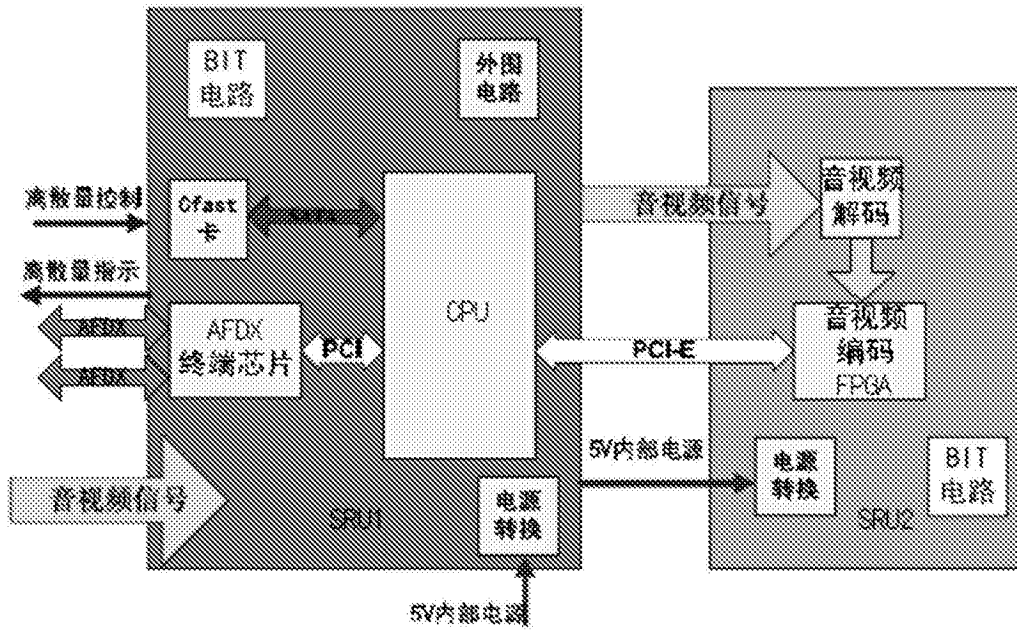 BIT
电路
外围
电路
离散量控制
Cfast
卡
SATA
音视频信号
音视频
解码
离散量指示
AFDX
AFDX
AFDX
终端芯片
PCI
CPU
PCI-E
音视频
编码
FPGA
音视频信号
SRU1
电源
转换
5V内部电源
5V内部电源
电源
转换
SRU2
BIT
电路